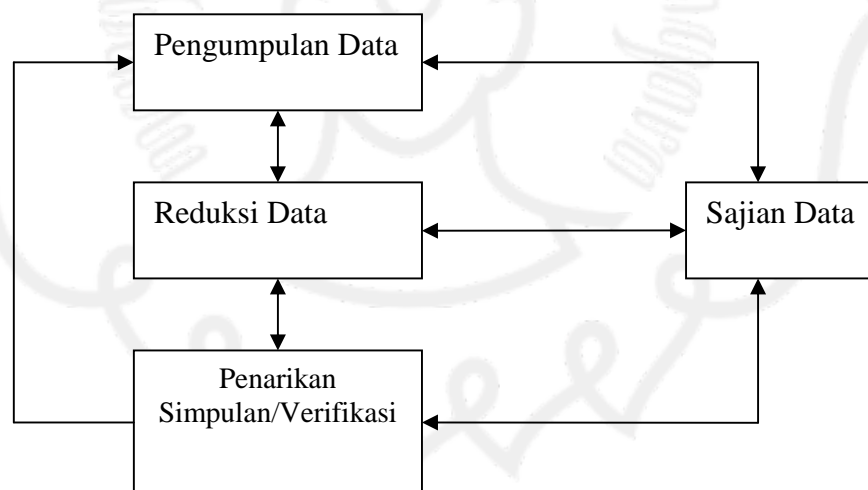 Pengumpulan Data
Reduksi Data
Sajian Data
Penarikan
Simpulan/Verifikasi